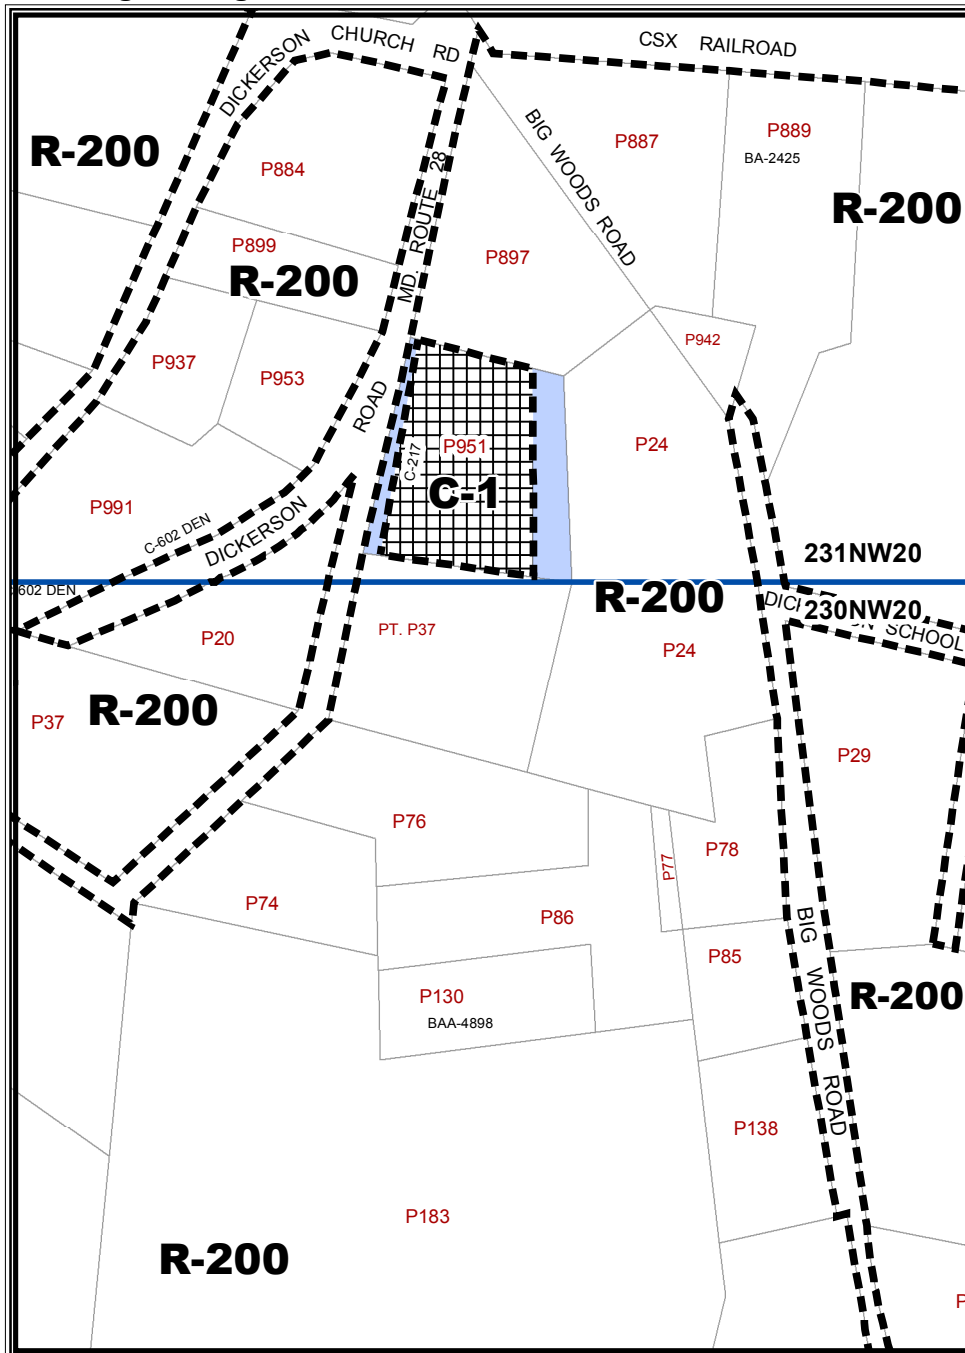 CHURCH RD
CSX RAILROAD
DICKERSON
R-200
P884
MD. ROUTE 28
BIG WOODS ROAD
P887
P889
BA-2425
R-200
P899
R-200
P897
P937
P953
ROAD
P942
C-217
P951
C-1
P24
P991
C-602 DEN
DICKERSON
231NW20
602 DEN
R-200
230NW20
SCHOOL
P20
PT. P37
P24
P37
R-200
P29
P76
P77
P78
P74
P86
BIG WOODS ROAD
P85
P130
BAA-4898
R-200
P138
P183
R-200
P